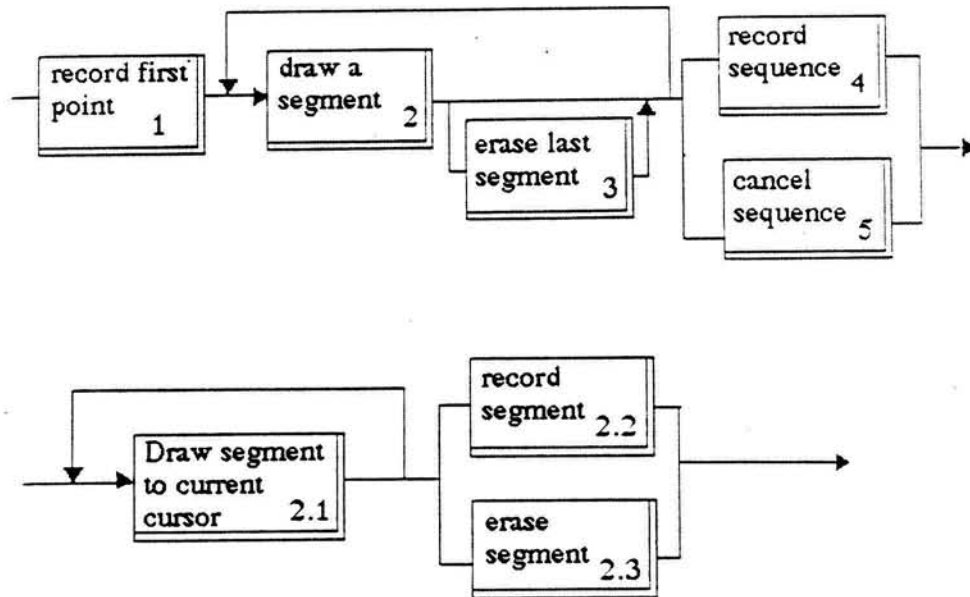 record first
point
1
draw a
segment
2
erase last
segment
3
record
sequence
4
cancel
sequence
5
Draw segment
to current
cursor
2.1
record
segment
2.2
erase
segment
2.3